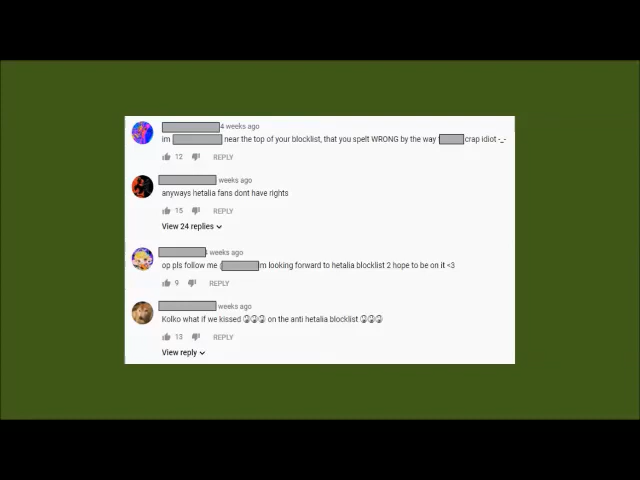 4 weeks ago
im near the top of your blocklist, that you spelt WRONG by the way crap idiot -_-
12 REPLY
weeks ago
anyways hetalia fans dont have rights
15 REPLY
View 24 replies
weeks ago
op pls follow me m looking forward to hetalia blocklist 2 hope to be on it <3
9 REPLY
weeks ago
Kolko what if we kissed 😳😳😳 on the anti hetalia blocklist 😳😳😳
13 REPLY
View reply